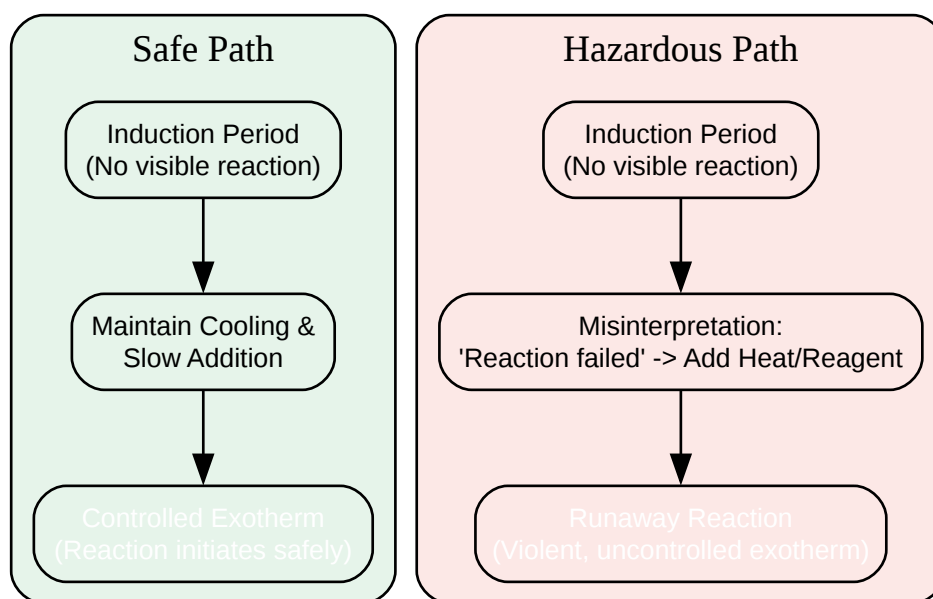 Safe Path
Induction Period
(No visible reaction)
Maintain Cooling &
Slow Addition
Controlled Exotherm
(Reaction initiates safely)
Hazardous Path
Induction Period
(No visible reaction)
Misinterpretation:
'Reaction failed' -> Add Heat/Reagent
Runaway Reaction
(Violent, uncontrolled exotherm)